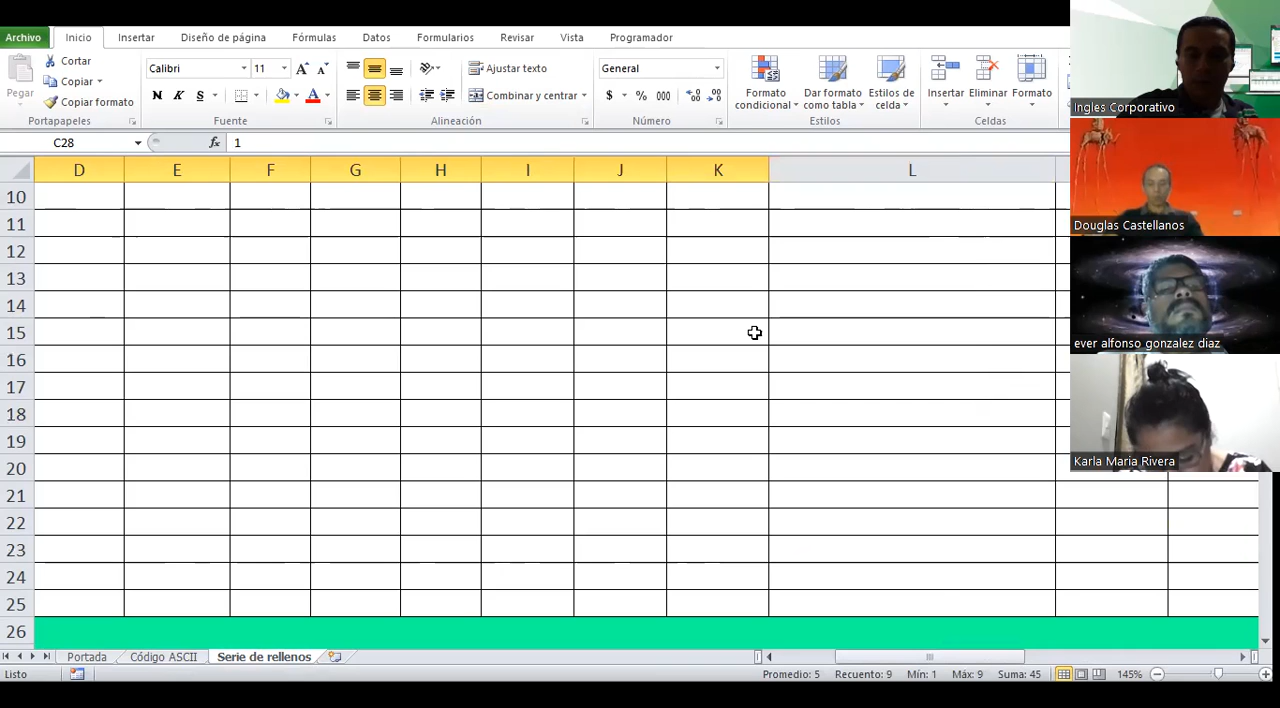 Archivo Inicio Insertar Diseño de página Fórmulas Datos Formularios Revisar Vista Programador
Pegar
Cortar
Copiar
Copiar formato
Portapapeles
Calibri 11
N K S
Fuente
Ajustar texto
Combinar y centrar
Alineación
General
$ % 000
Número
Formato condicional
Dar formato como tabla
Estilos de celda
Estilos
Insertar
Eliminar
Formato
Celdas
C28 fx 1
D E F G H I J K L
10
11
12
13
14
15
16
17
18
19
20
21
22
23
24
25
26
Portada Código ASCII Serie de rellenos
Listo Promedio: 5 Recuento: 9 Mín: 1 Máx: 9 Suma: 45 145%
Ingles Corporativo
Douglas Castellanos
ever alfonso gonzalez diaz
Karla Maria Rivera